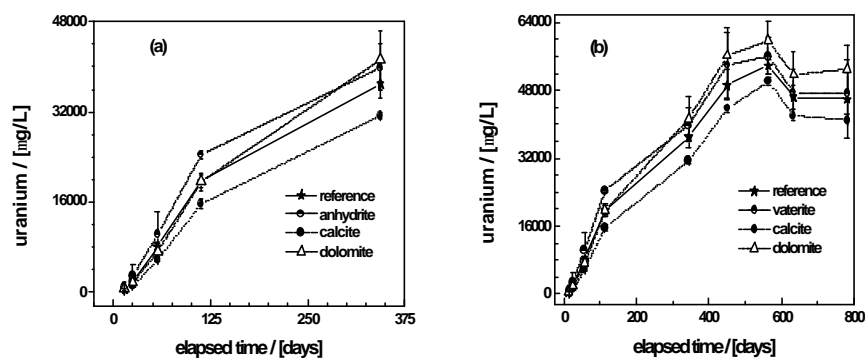 (a)
uranium / [mg/L]
48000
32000
16000
0
reference
anhydrite
calcite
dolomite
0
125
250
375
elapsed time / [days]
(b)
uranium / [mg/L]
64000
48000
32000
16000
0
reference
vaterite
calcite
dolomite
0
200
400
600
800
elapsed time / [days]